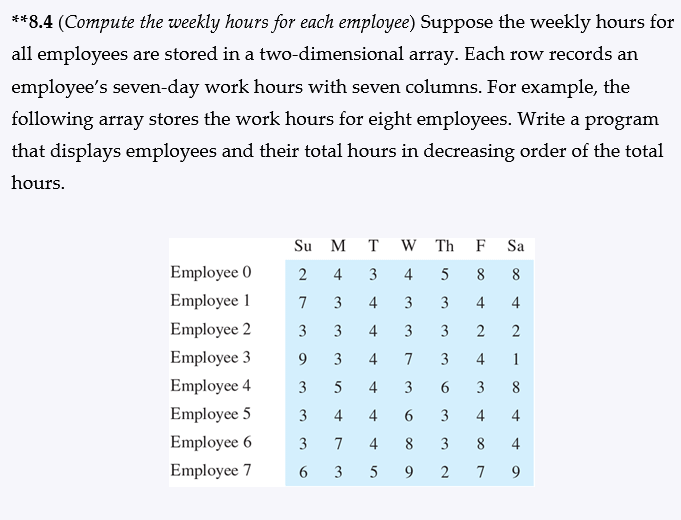 **8.4 (Compute the weekly hours for each employee) Suppose the weekly hours for
all employees are stored in a two-dimensional array. Each row records an
employee’s seven-day work hours with seven columns. For example, the
following array stores the work hours for eight employees. Write a program
that displays employees and their total hours in decreasing order of the total
hours.
Su M T W Th F Sa
Employee 0 2 4 3 4 5 8 8
Employee 1 7 3 4 3 3 4 4
Employee 2 3 3 4 3 3 2 2
Employee 3 9 3 4 7 3 4 1
Employee 4 3 5 4 3 6 3 8
Employee 5 3 4 4 6 3 4 4
Employee 6 3 7 4 8 3 8 4
Employee 7 6 3 5 9 2 7 9